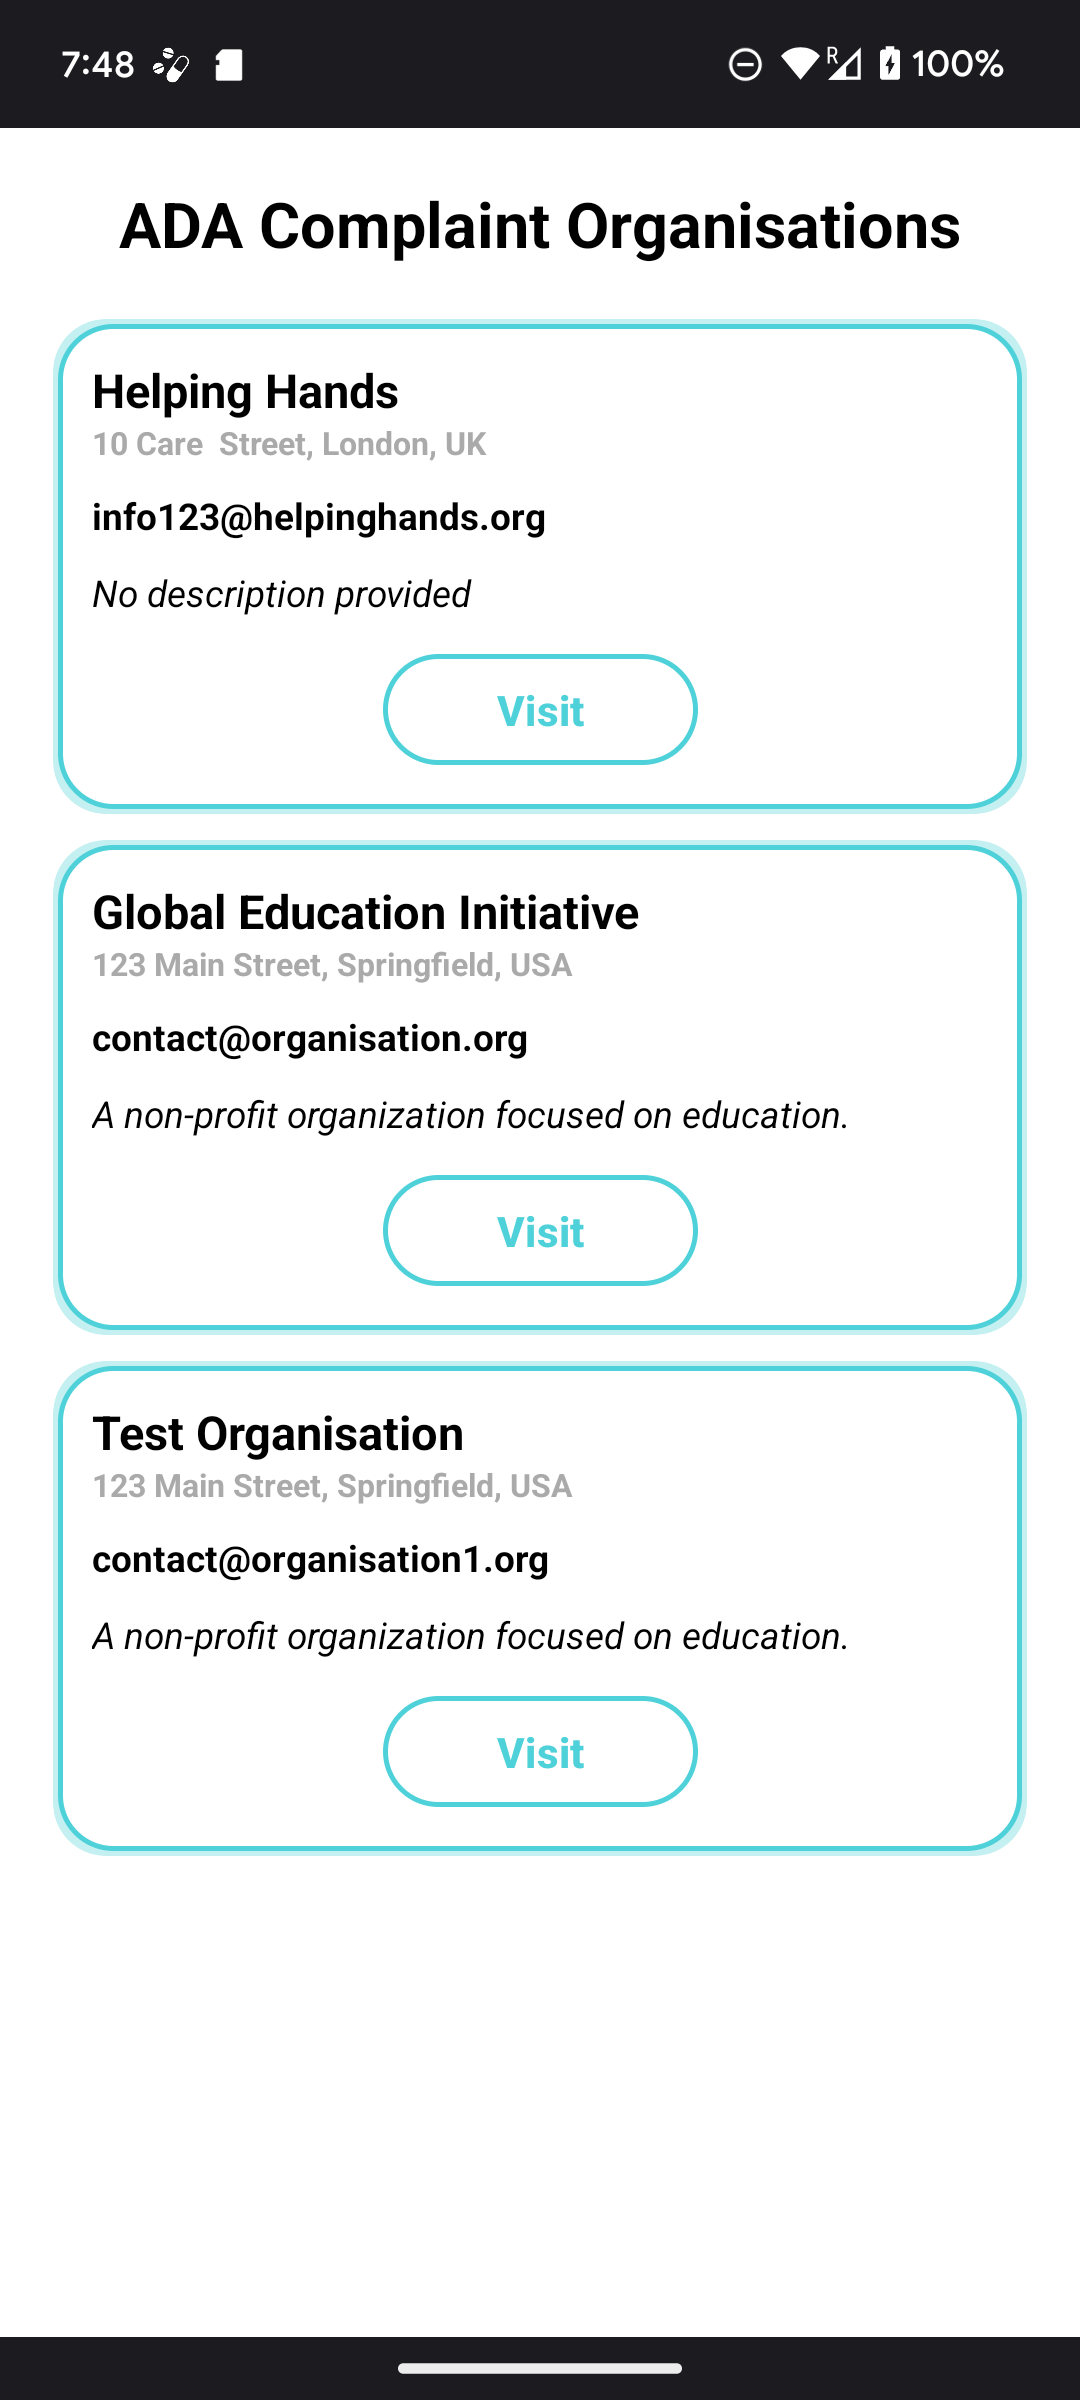 7:48
R
100%
ADA Complaint Organisations
Helping Hands
10 Care  Street, London, UK
info123@helpinghands.org
No description provided
Visit
Global Education Initiative
123 Main Street, Springfield, USA
contact@organisation.org
A non-profit organization focused on education.
Visit
Test Organisation
123 Main Street, Springfield, USA
contact@organisation1.org
A non-profit organization focused on education.
Visit